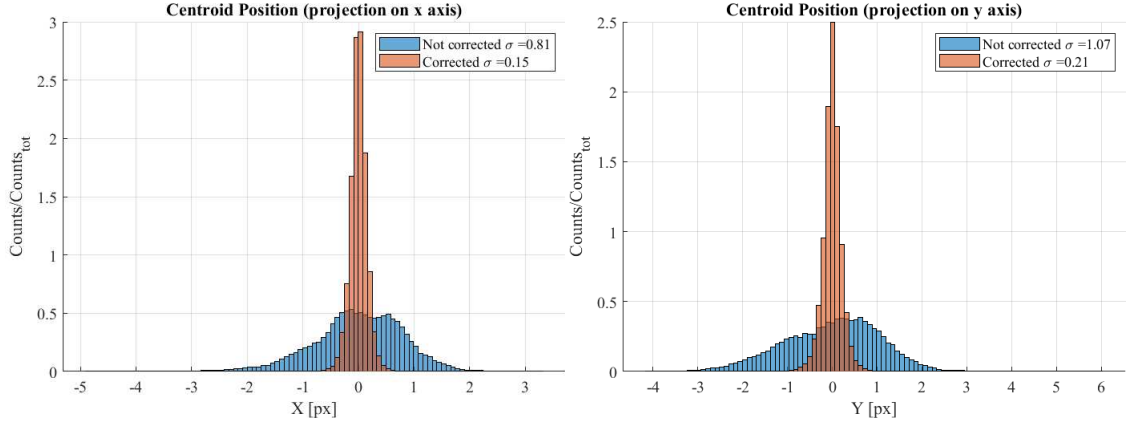 Centroid Position (projection on x axis)
3
2.5
2
1.5
1
0.5
0
Counts/Counts_tot
Not corrected σ =0.81
Corrected σ =0.15
-5 -4 -3 -2 -1 0 1 2 3
X [px]
Centroid Position (projection on y axis)
2.5
2
1.5
1
0.5
0
Counts/Counts_tot
Not corrected σ =1.07
Corrected σ =0.21
-4 -3 -2 -1 0 1 2 3 4 5 6
Y [px]